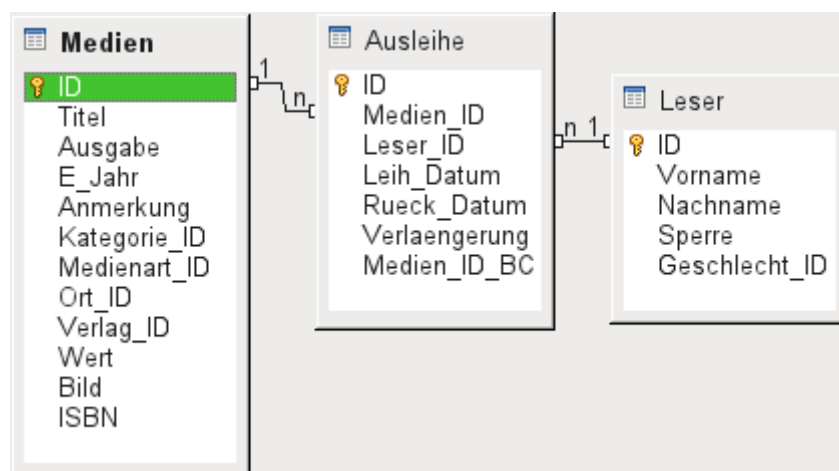 Medien
ID
Titel
Ausgabe
E_Jahr
Anmerkung
Kategorie_ID
Medienart_ID
Ort_ID
Verlag_ID
Wert
Bild
ISBN
1
n
Ausleihe
ID
Medien_ID
Leser_ID
Leih_Datum
Rueck_Datum
Verlaengerung
Medien_ID_BC
n 1
Leser
ID
Vorname
Nachname
Sperre
Geschlecht_ID